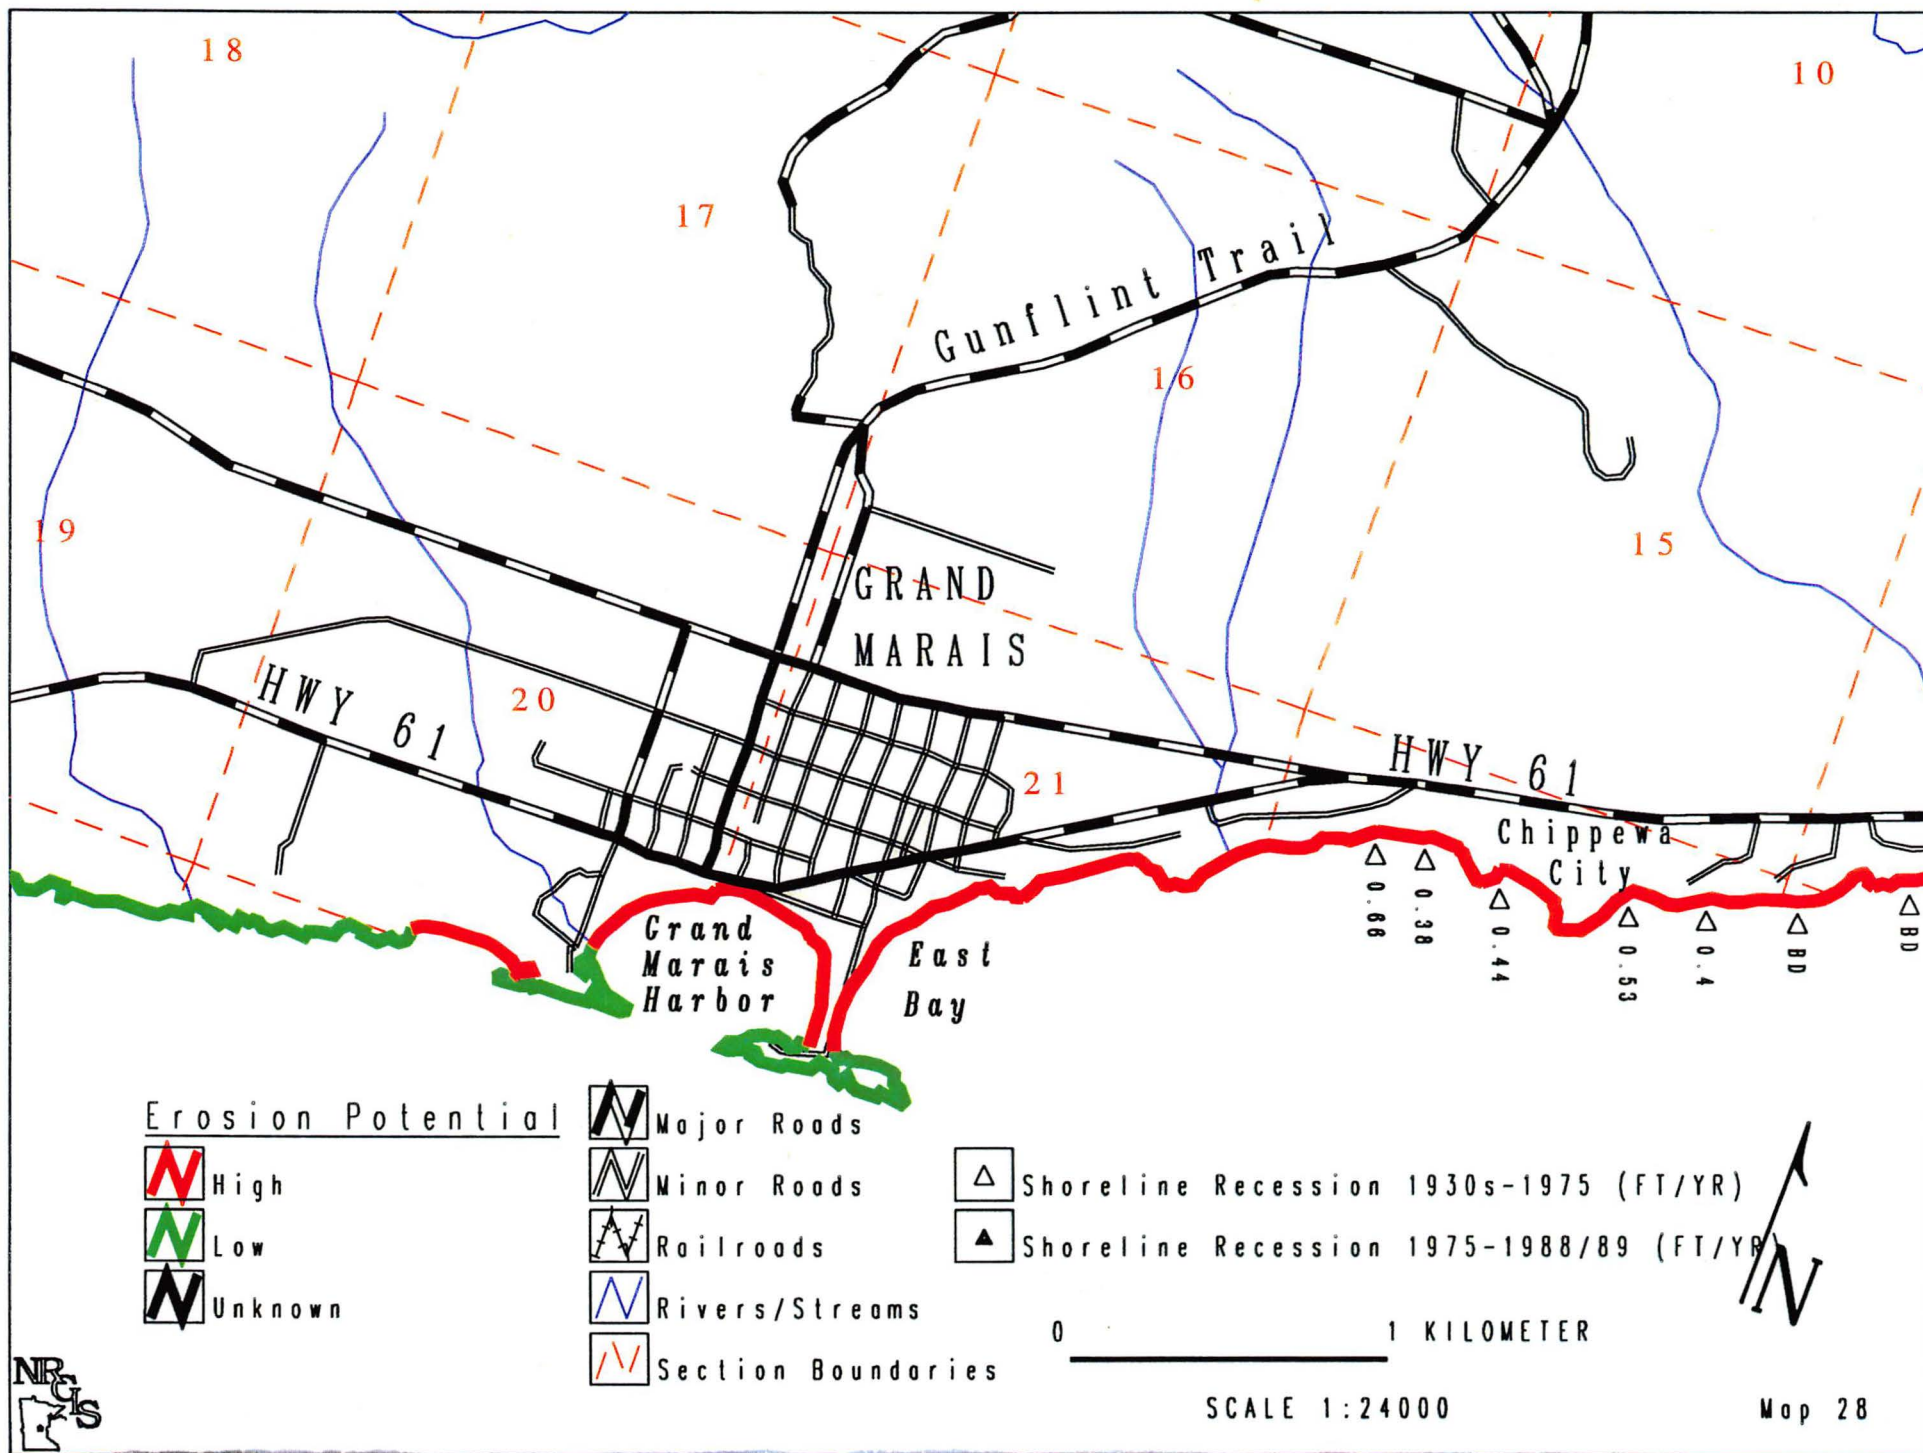 18
10
17
Gunflint Trail
16
19
15
GRAND
MARAIS
HWY 61
20
21
HWY 61
Chippewa
City
0.66
0.38
0.44
0.53
0.4
BD
BD
Grand
Marais
Harbor
East
Bay
Erosion Potential
High
Low
Unknown
Major Roads
Minor Roads
Railroads
Rivers/Streams
Section Boundaries
Shoreline Recession 1930s-1975 (FT/YR)
Shoreline Recession 1975-1988/89 (FT/YR)
N
0 1 KILOMETER
SCALE 1:24000
Map 28
NRGIS